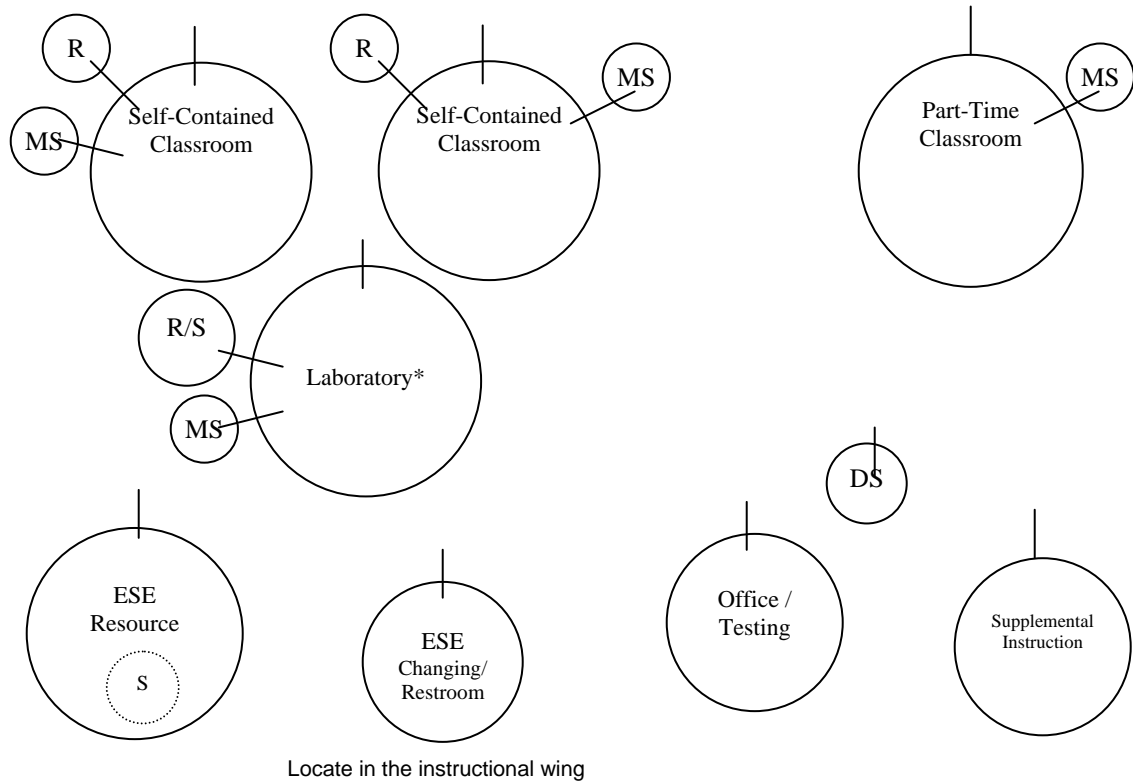 R
MS
Self-Contained
Classroom
R
MS
Self-Contained
Classroom
MS
Part-Time
Classroom
R/S
MS
Laboratory*
DS
ESE
Resource
S
ESE
Changing/
Restroom
Office /
Testing
Supplemental
Instruction
Locate in the instructional wing